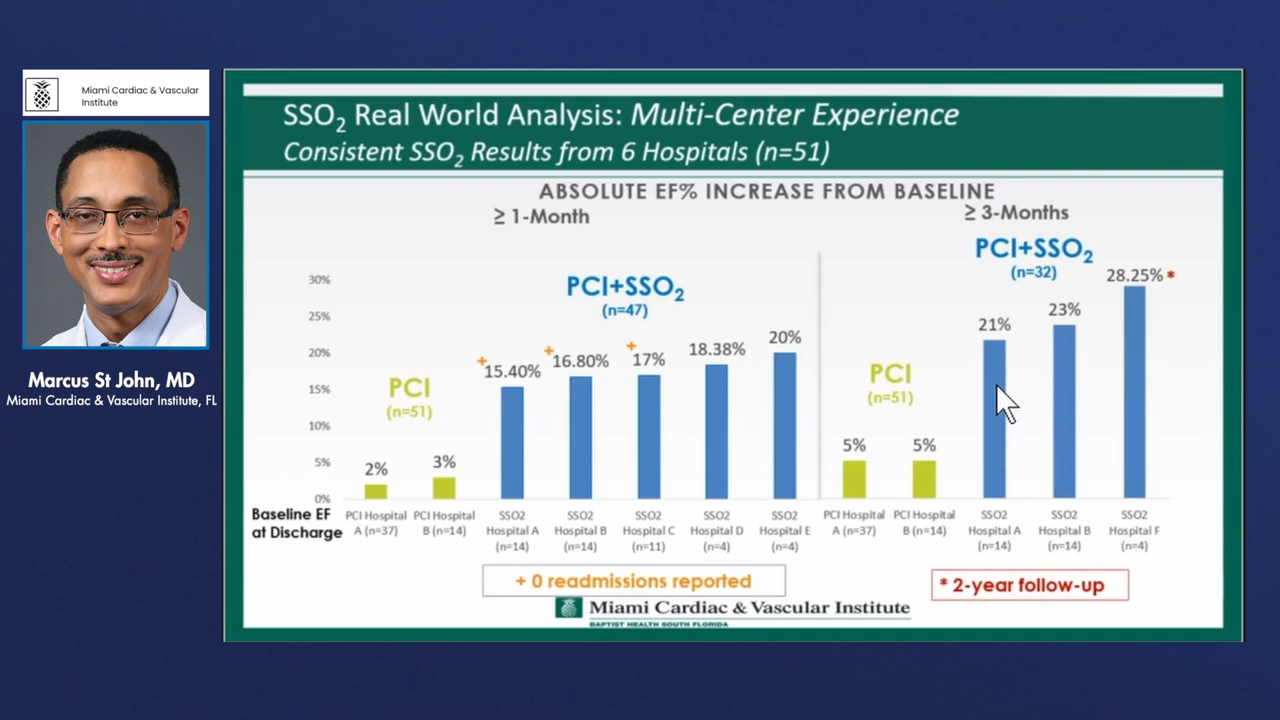 Miami Cardiac & Vascular
Institute
Marcus St John, MD
Miami Cardiac & Vascular Institute, FL
SSO₂ Real World Analysis: Multi-Center Experience
Consistent SSO₂ Results from 6 Hospitals (n=51)
ABSOLUTE EF% INCREASE FROM BASELINE
≥ 1-Month
≥ 3-Months
PCI+SSO₂
(n=47)
PCI+SSO₂
(n=32)
PCI
(n=51)
PCI
(n=51)
30%
25%
20%
15%
10%
5%
0%
2%
3%
+ 15.40%
+ 16.80%
+ 17%
18.38%
20%
5%
5%
21%
23%
28.25% *
Baseline EF
at Discharge
PCI Hospital
A (n=37)
PCI Hospital
B (n=14)
SSO2
Hospital A
(n=14)
SSO2
Hospital B
(n=14)
SSO2
Hospital C
(n=11)
SSO2
Hospital D
(n=4)
SSO2
Hospital E
(n=4)
PCI Hospital
A (n=37)
PCI Hospital
B (n=14)
SSO2
Hospital A
(n=14)
SSO2
Hospital B
(n=14)
SSO2
Hospital F
(n=4)
+ 0 readmissions reported
* 2-year follow-up
Miami Cardiac & Vascular Institute
BAPTIST HEALTH SOUTH FLORIDA